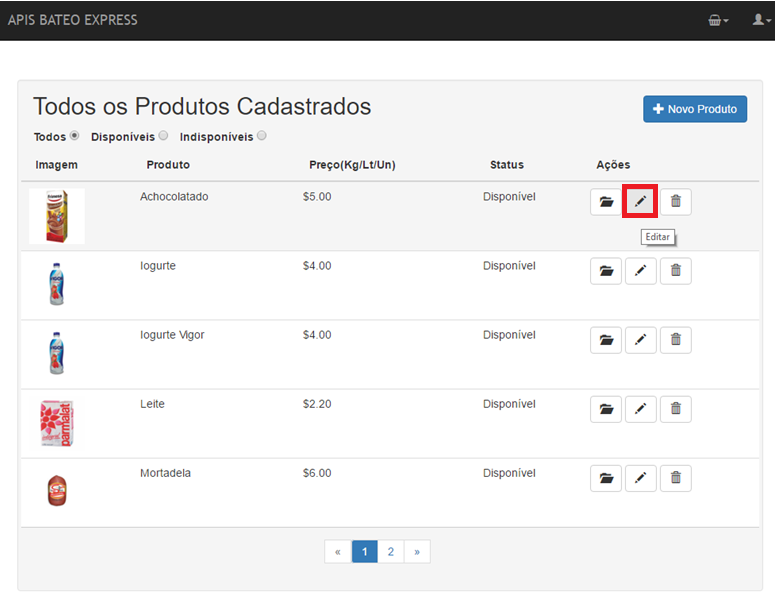 APIS BATEO EXPRESS
Todos os Produtos Cadastrados
+ Novo Produto
Todos Disponíveis Indisponíveis
Imagem Produto Preço(Kg/Lt/Un) Status Ações
Achocolatado $5.00 Disponível
Editar
Iogurte $4.00 Disponível
Iogurte Vigor $4.00 Disponível
Leite $2.20 Disponível
parmalat
Mortadela $6.00 Disponível
« 1 2 »